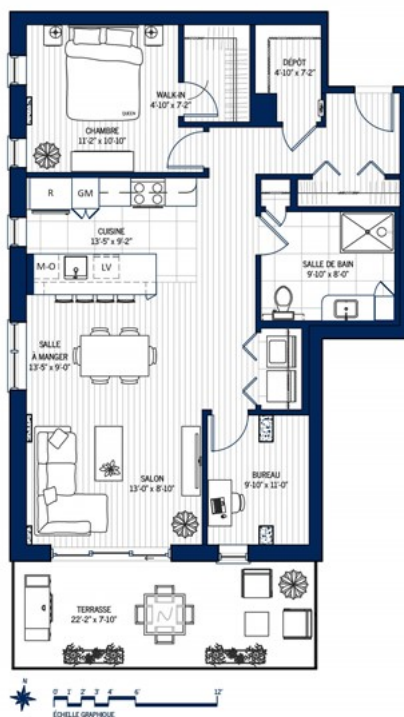 QUEEN
CHAMBRE
11'-2" x 10'-10"
WALK-IN
4'-10" x 7'-2"
DÉPÔT
4'-10" x 7'-2"
R
GM
CUISINE
13'-5" x 9'-2"
M-O
LV
SALLE DE BAIN
9'-10" x 8'-0"
SALLE
À MANGER
13'-5" x 9'-0"
SALON
13'-0" x 8'-10"
BUREAU
9'-10" x 11'-0"
TERRASSE
22'-2" x 7'-10"
N
0' 1' 2' 3' 4' 6' 12'
ÉCHELLE GRAPHIQUE